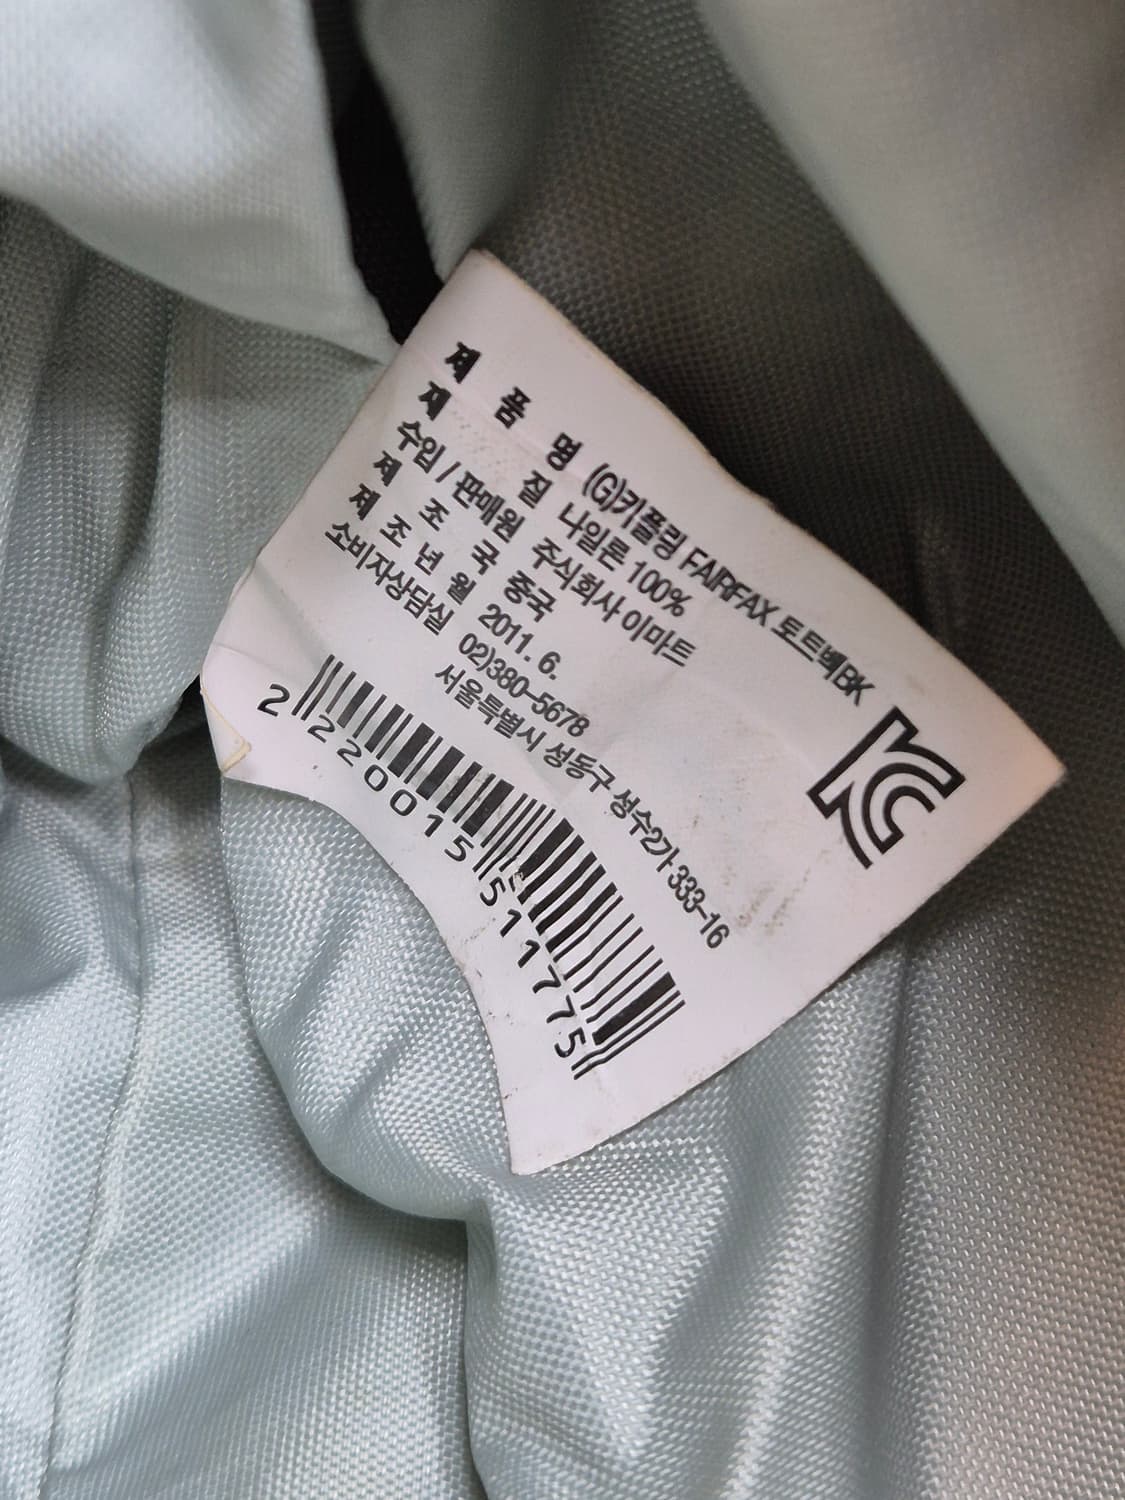 제 품 명 (G)키플링 FAIRFAX 토트백BK
재 질 나일론 100%
수입 / 판매원 주식회사 이마트
제 조 국 중국
제 조 년 월 2011. 6.
소비자상담실 02)380-5678
서울특별시 성동구 성수2가 333-16
2 220015 511775